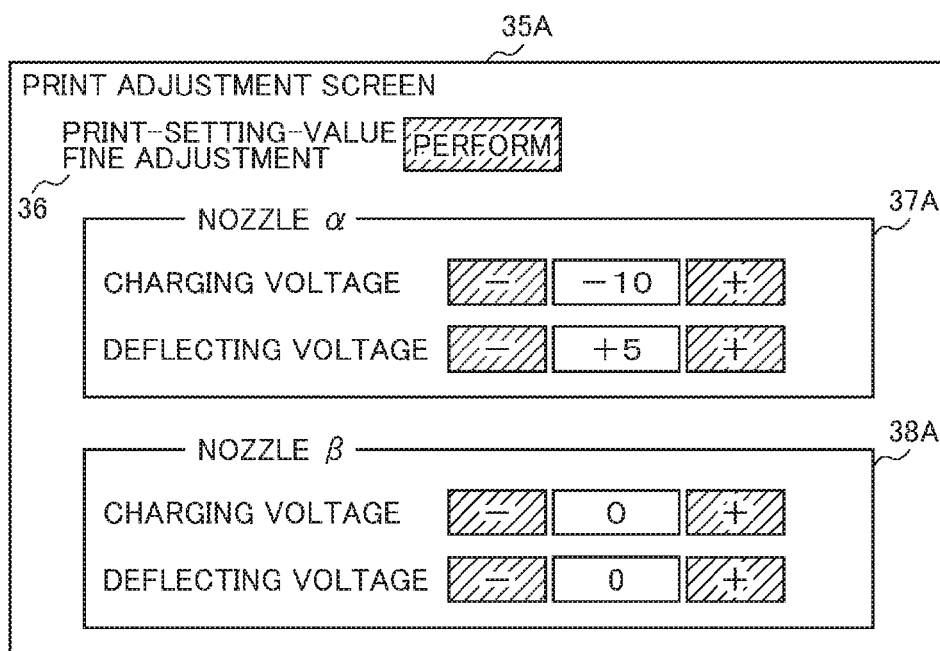 35A
PRINT ADJUSTMENT SCREEN
PRINT-SETTING-VALUE
FINE ADJUSTMENT
PERFORM
36
NOZZLE α
37A
CHARGING VOLTAGE - -10 +
DEFLECTING VOLTAGE - +5 +
NOZZLE β
38A
CHARGING VOLTAGE - 0 +
DEFLECTING VOLTAGE - 0 +